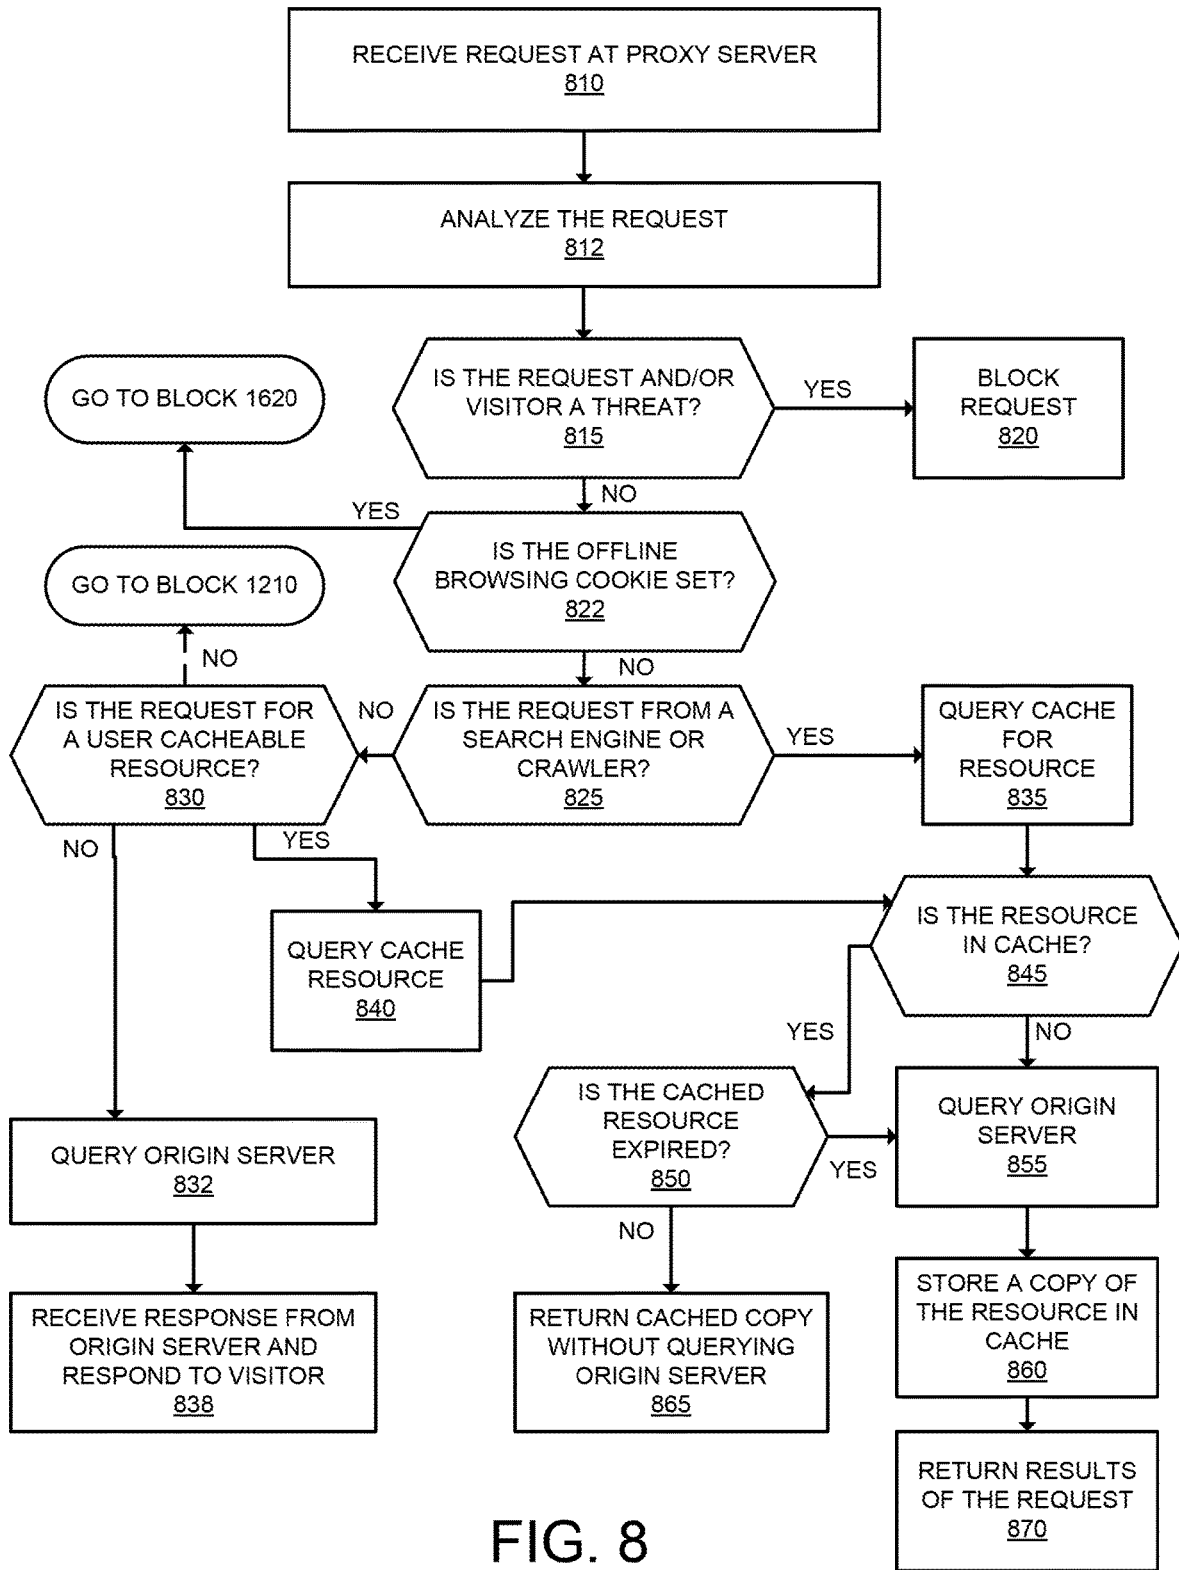 RECEIVE REQUEST AT PROXY SERVER
810
ANALYZE THE REQUEST
812
IS THE REQUEST AND/OR
VISITOR A THREAT?
815
YES
BLOCK
REQUEST
820
GO TO BLOCK 1620
NO
YES
IS THE OFFLINE
BROWSING COOKIE SET?
822
GO TO BLOCK 1210
NO
NO
IS THE REQUEST FOR
A USER CACHEABLE
RESOURCE?
830
NO
IS THE REQUEST FROM A
SEARCH ENGINE OR
CRAWLER?
825
YES
QUERY CACHE
FOR
RESOURCE
835
NO
YES
QUERY CACHE
RESOURCE
840
IS THE RESOURCE
IN CACHE?
845
YES
NO
IS THE CACHED
RESOURCE
EXPIRED?
850
YES
QUERY ORIGIN
SERVER
855
QUERY ORIGIN SERVER
832
NO
RECEIVE RESPONSE FROM
ORIGIN SERVER AND
RESPOND TO VISITOR
838
RETURN CACHED COPY
WITHOUT QUERYING
ORIGIN SERVER
865
STORE A COPY OF
THE RESOURCE IN
CACHE
860
RETURN RESULTS
OF THE REQUEST
870
FIG. 8